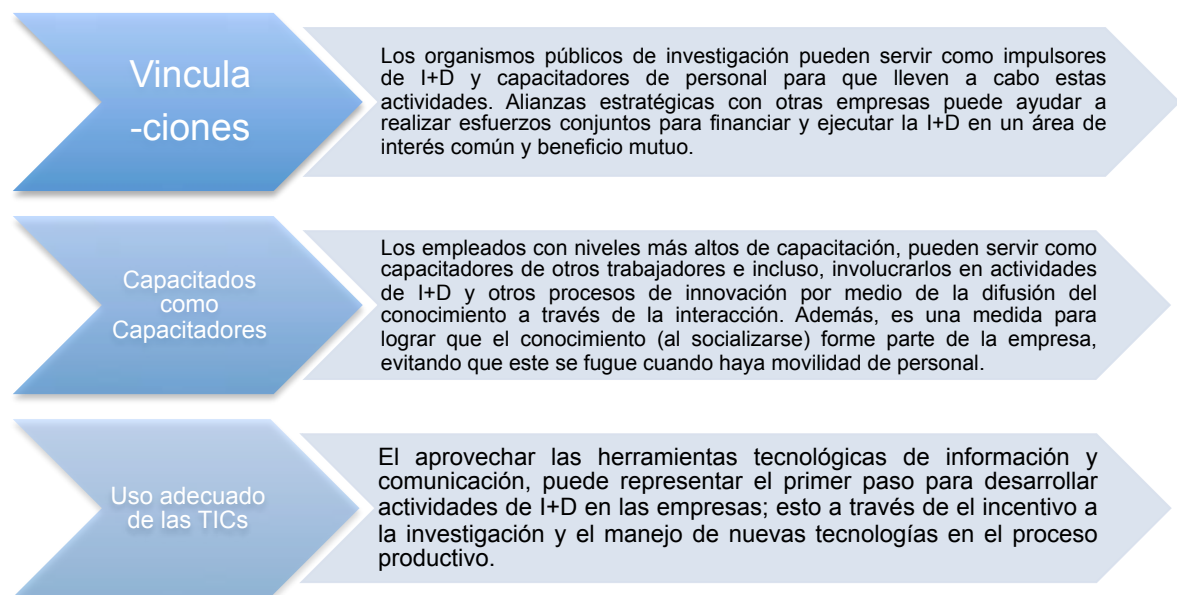 Vincula
-ciones
Los organismos públicos de investigación pueden servir como impulsores
de I+D y capacitadores de personal para que lleven a cabo estas
actividades. Alianzas estratégicas con otras empresas puede ayudar a
realizar esfuerzos conjuntos para financiar y ejecutar la I+D en un área de
interés común y beneficio mutuo.
Capacitados
como
Capacitadores
Los empleados con niveles más altos de capacitación, pueden servir como
capacitadores de otros trabajadores e incluso, involucrarlos en actividades
de I+D y otros procesos de innovación por medio de la difusión del
conocimiento a través de la interacción. Además, es una medida para
lograr que el conocimiento (al socializarse) forme parte de la empresa,
evitando que este se fugue cuando haya movilidad de personal.
Uso adecuado
de las TICs
El aprovechar las herramientas tecnológicas de información y
comunicación, puede representar el primer paso para desarrollar
actividades de I+D en las empresas; esto a través de el incentivo a
la investigación y el manejo de nuevas tecnologías en el proceso
productivo.